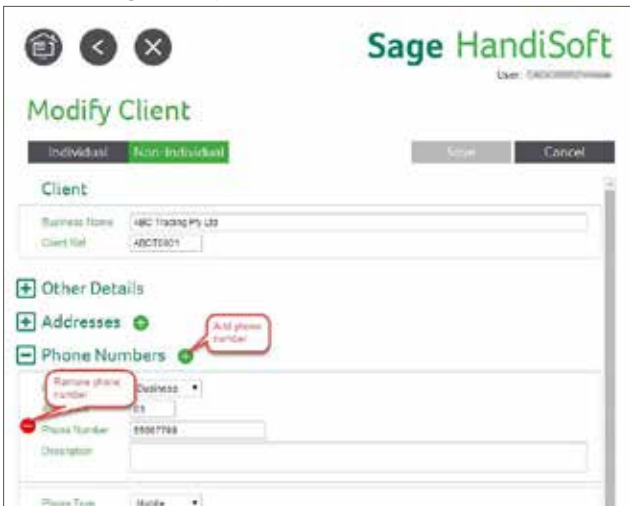 Sage HandiSoft
User:
Modify Client
Individual Non-Individual Save Cancel
Client
Business Name ABC Trading Pty Ltd
Client Ref ABCT0001
Other Details
Addresses
Add phone
number
Phone Numbers
Remove phone
number
Business
03
Phone Number
Description
Phone Type Mobile